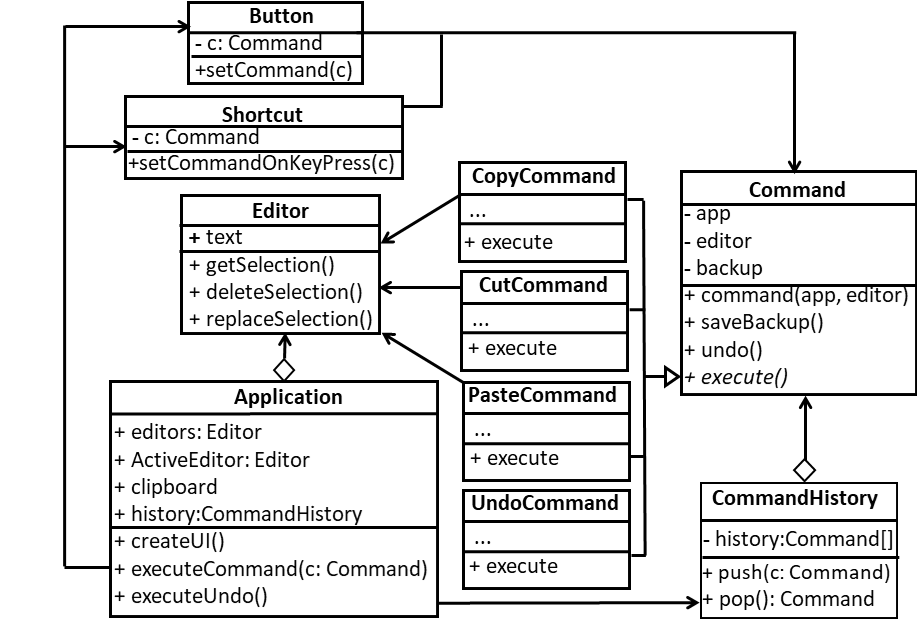 Button
- c: Command
+setCommand(c)
Shortcut
- c: Command
+setCommandOnKeyPress(c)
Editor
+ text
+ getSelection()
+ deleteSelection()
+ replaceSelection()
CopyCommand
...
+ execute
CutCommand
...
+ execute
PasteCommand
...
+ execute
UndoCommand
...
+ execute
Command
- app
- editor
- backup
+ command(app, editor)
+ saveBackup()
+ undo()
+ execute()
Application
+ editors: Editor
+ ActiveEditor: Editor
+ clipboard
+ history:CommandHistory
+ createUI()
+ executeCommand(c: Command)
+ executeUndo()
CommandHistory
- history:Command[]
+ push(c: Command)
+ pop(): Command